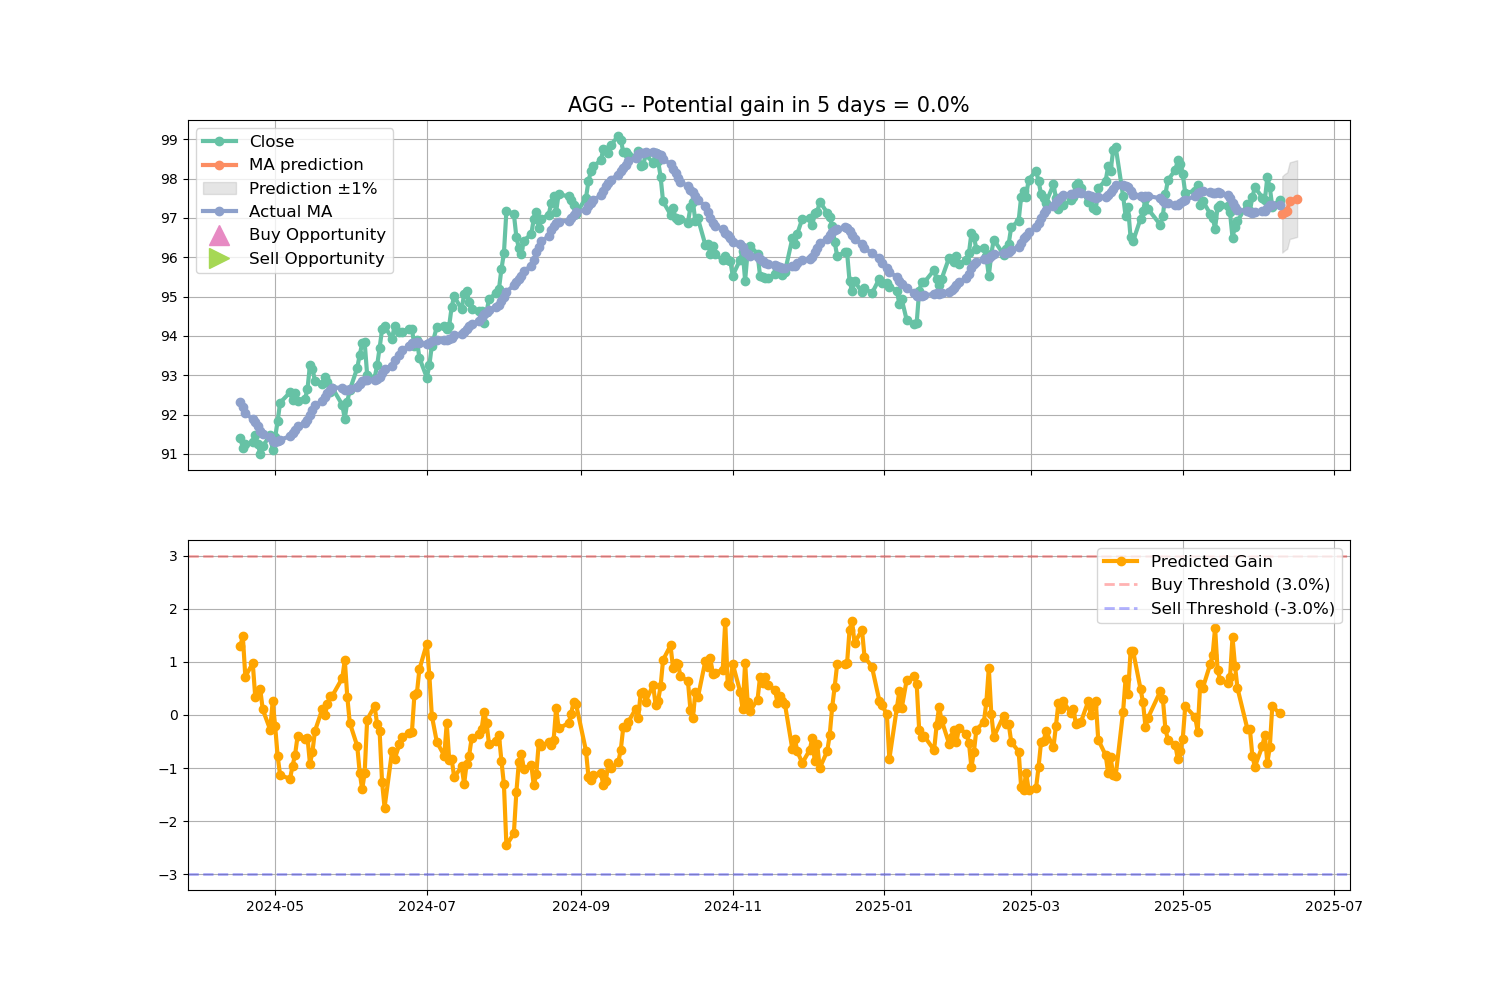 AGG -- Potential gain in 5 days = 0.0%
99
98
97
96
95
94
93
92
91
Close
MA prediction
Prediction ±1%
Actual MA
Buy Opportunity
Sell Opportunity
3
2
1
0
−1
−2
−3
Predicted Gain
Buy Threshold (3.0%)
Sell Threshold (-3.0%)
2024-05
2024-07
2024-09
2024-11
2025-01
2025-03
2025-05
2025-07